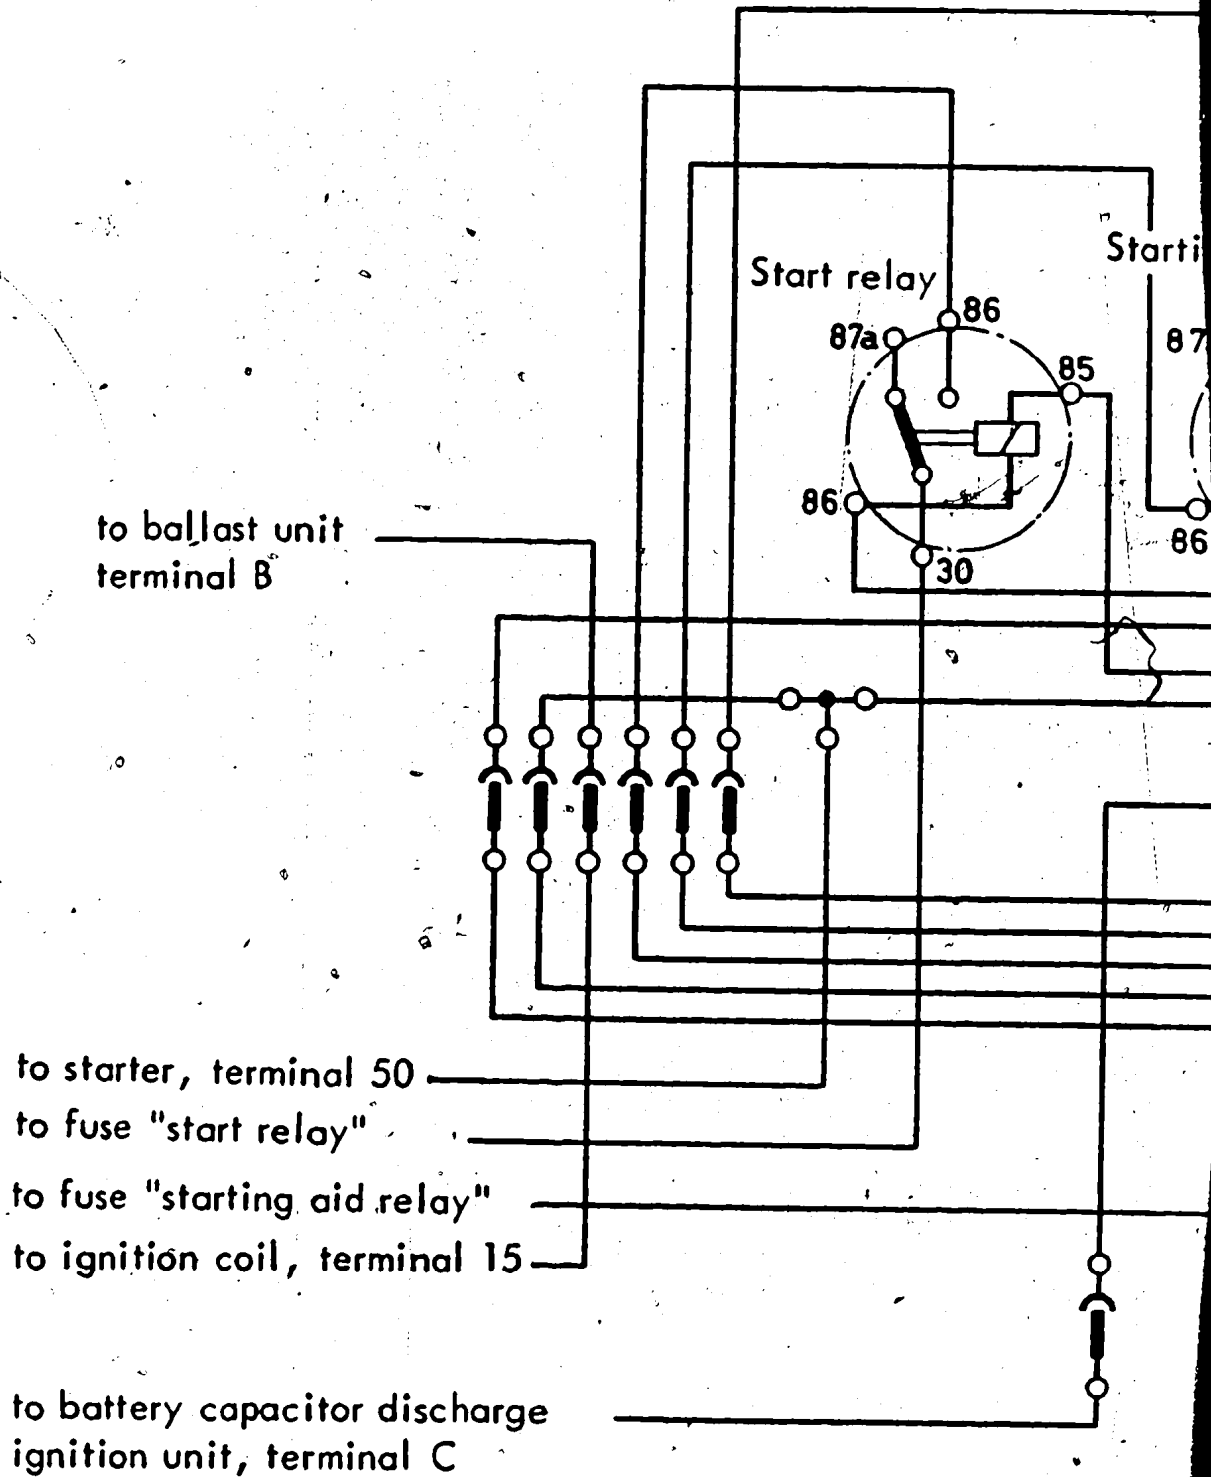 Start relay
Starti
86
87a
87
85
86
86
30
to ballast unit
terminal B
to starter, terminal 50
to fuse "start relay"
to fuse "starting aid relay"
to ignition coil, terminal 15
to battery capacitor discharge
ignition unit, terminal C